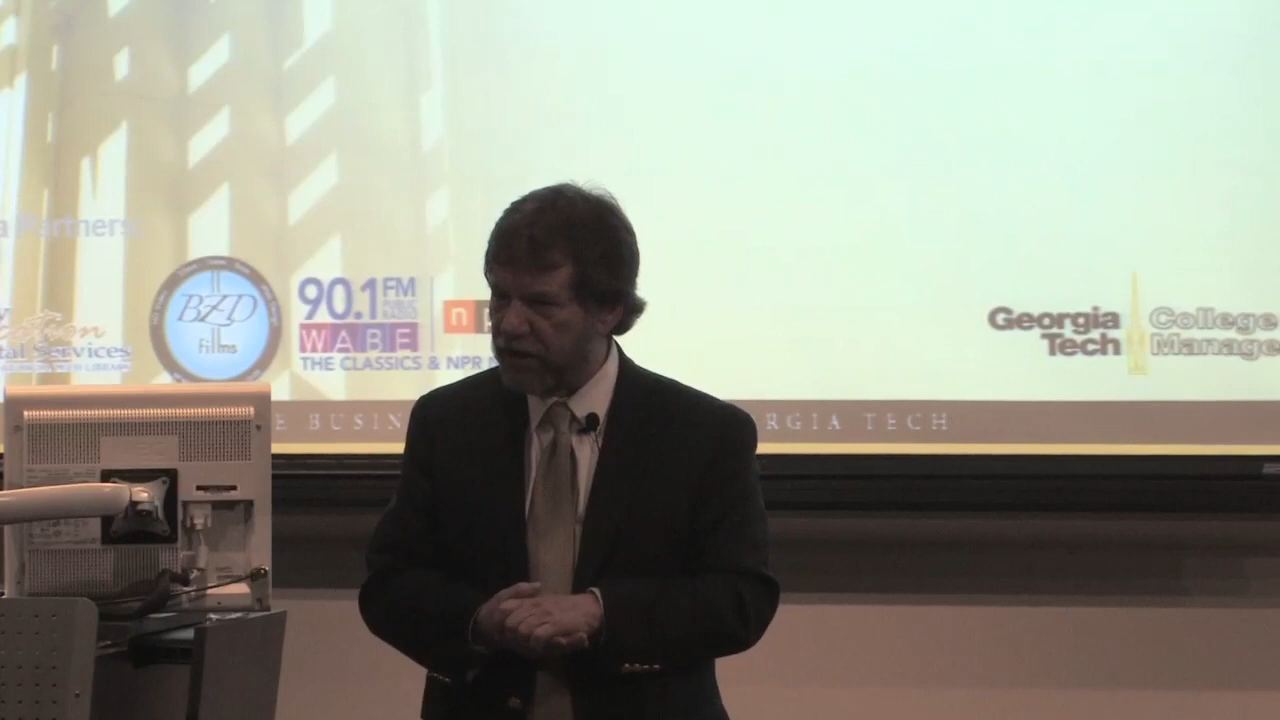 a Partners:
BZD
films
90.1 FM
PUBLIC
RADIO
WABE
THE CLASSICS & NPR
n
tal Services
Georgia
Tech
College
Manage
E BUSIN
RGIA TECH